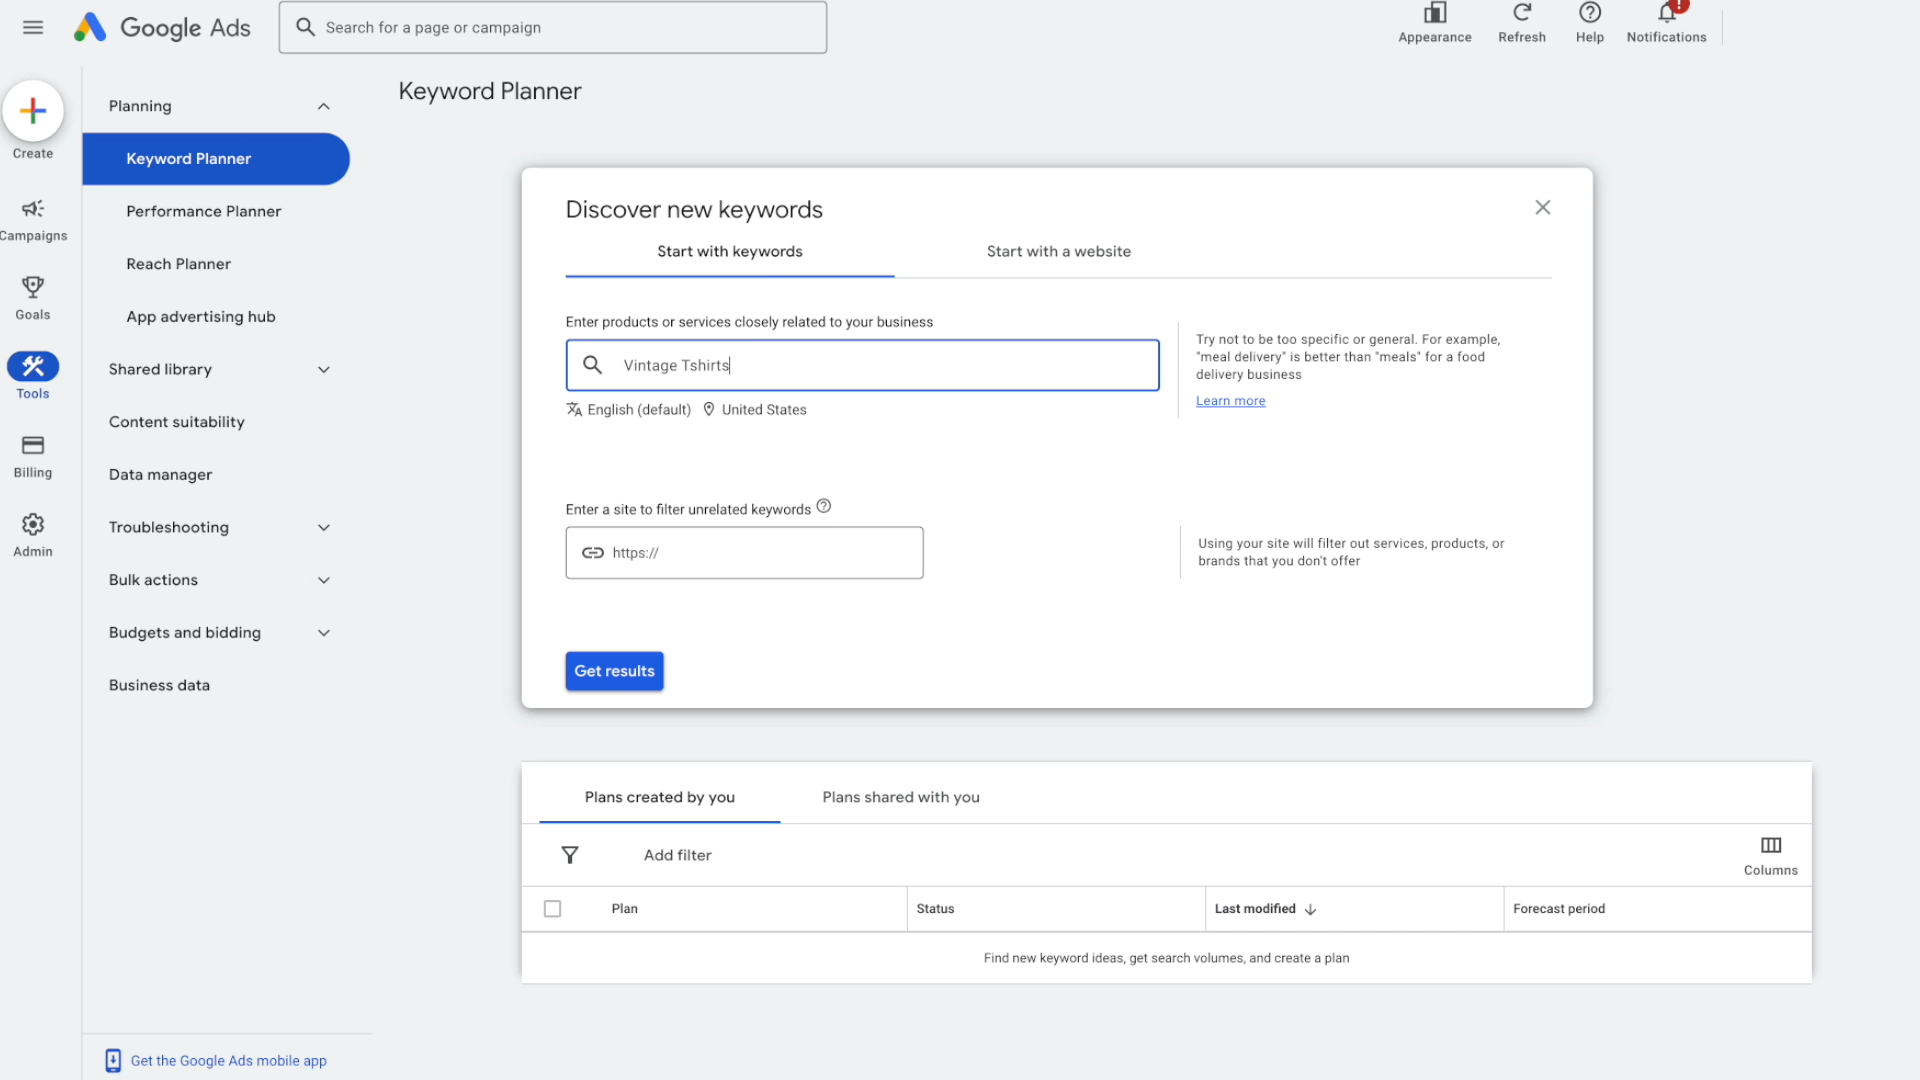 Google Ads
Search for a page or campaign
Appearance
Refresh
Help
!
Notifications
Create
Campaigns
Goals
Tools
Billing
Admin
Planning
Keyword Planner
Performance Planner
Reach Planner
App advertising hub
Shared library
Content suitability
Data manager
Troubleshooting
Bulk actions
Budgets and bidding
Business data
Get the Google Ads mobile app
Keyword Planner
Discover new keywords
Start with keywords
Start with a website
Enter products or services closely related to your business
Vintage Tshirts
English (default)
United States
Try not to be too specific or general. For example,
"meal delivery" is better than "meals" for a food
delivery business
Learn more
Enter a site to filter unrelated keywords
https://
Using your site will filter out services, products, or
brands that you don't offer
Get results
Plans created by you
Plans shared with you
Add filter
Columns
Plan
Status
Last modified
Forecast period
Find new keyword ideas, get search volumes, and create a plan